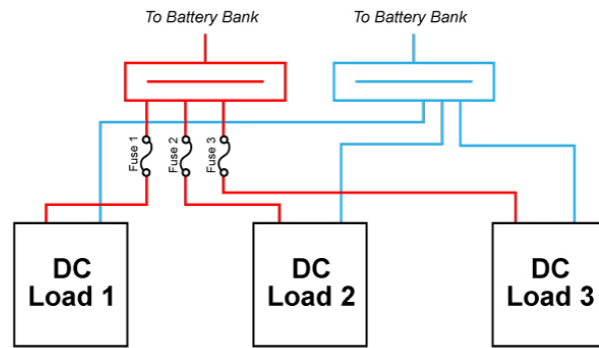 To Battery Bank
To Battery Bank
Fuse 1
Fuse 2
Fuse 3
DC
Load 1
DC
Load 2
DC
Load 3